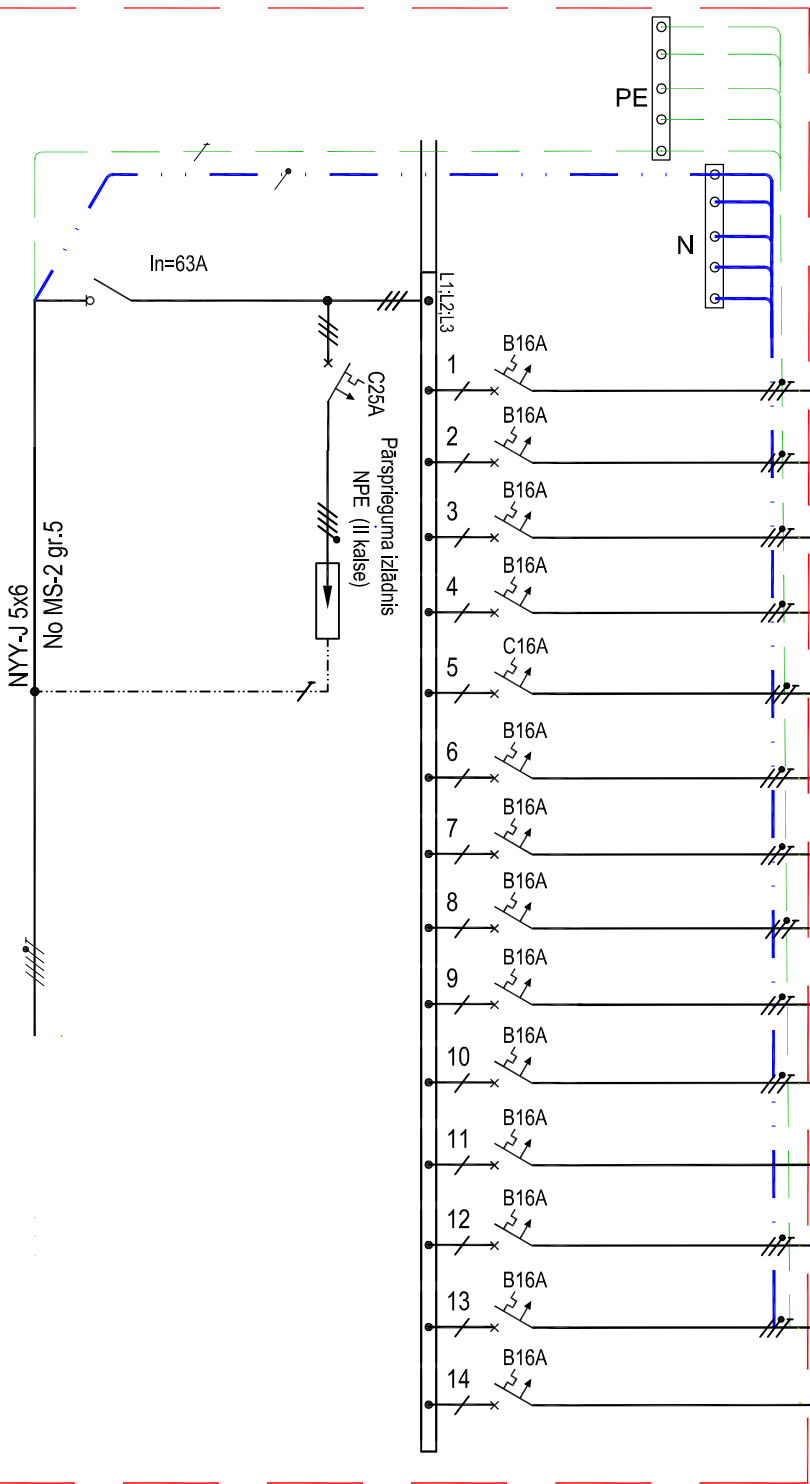 PE
N
In=63A
L1;L2;L3
C25A
Pārsprieguma izlādnis
NPE (II kalse)
NYY-J 5x6
No MS-2 gr.5
1 B16A
2 B16A
3 B16A
4 B16A
5 C16A
6 B16A
7 B16A
8 B16A
9 B16A
10 B16A
11 B16A
12 B16A
13 B16A
14 B16A